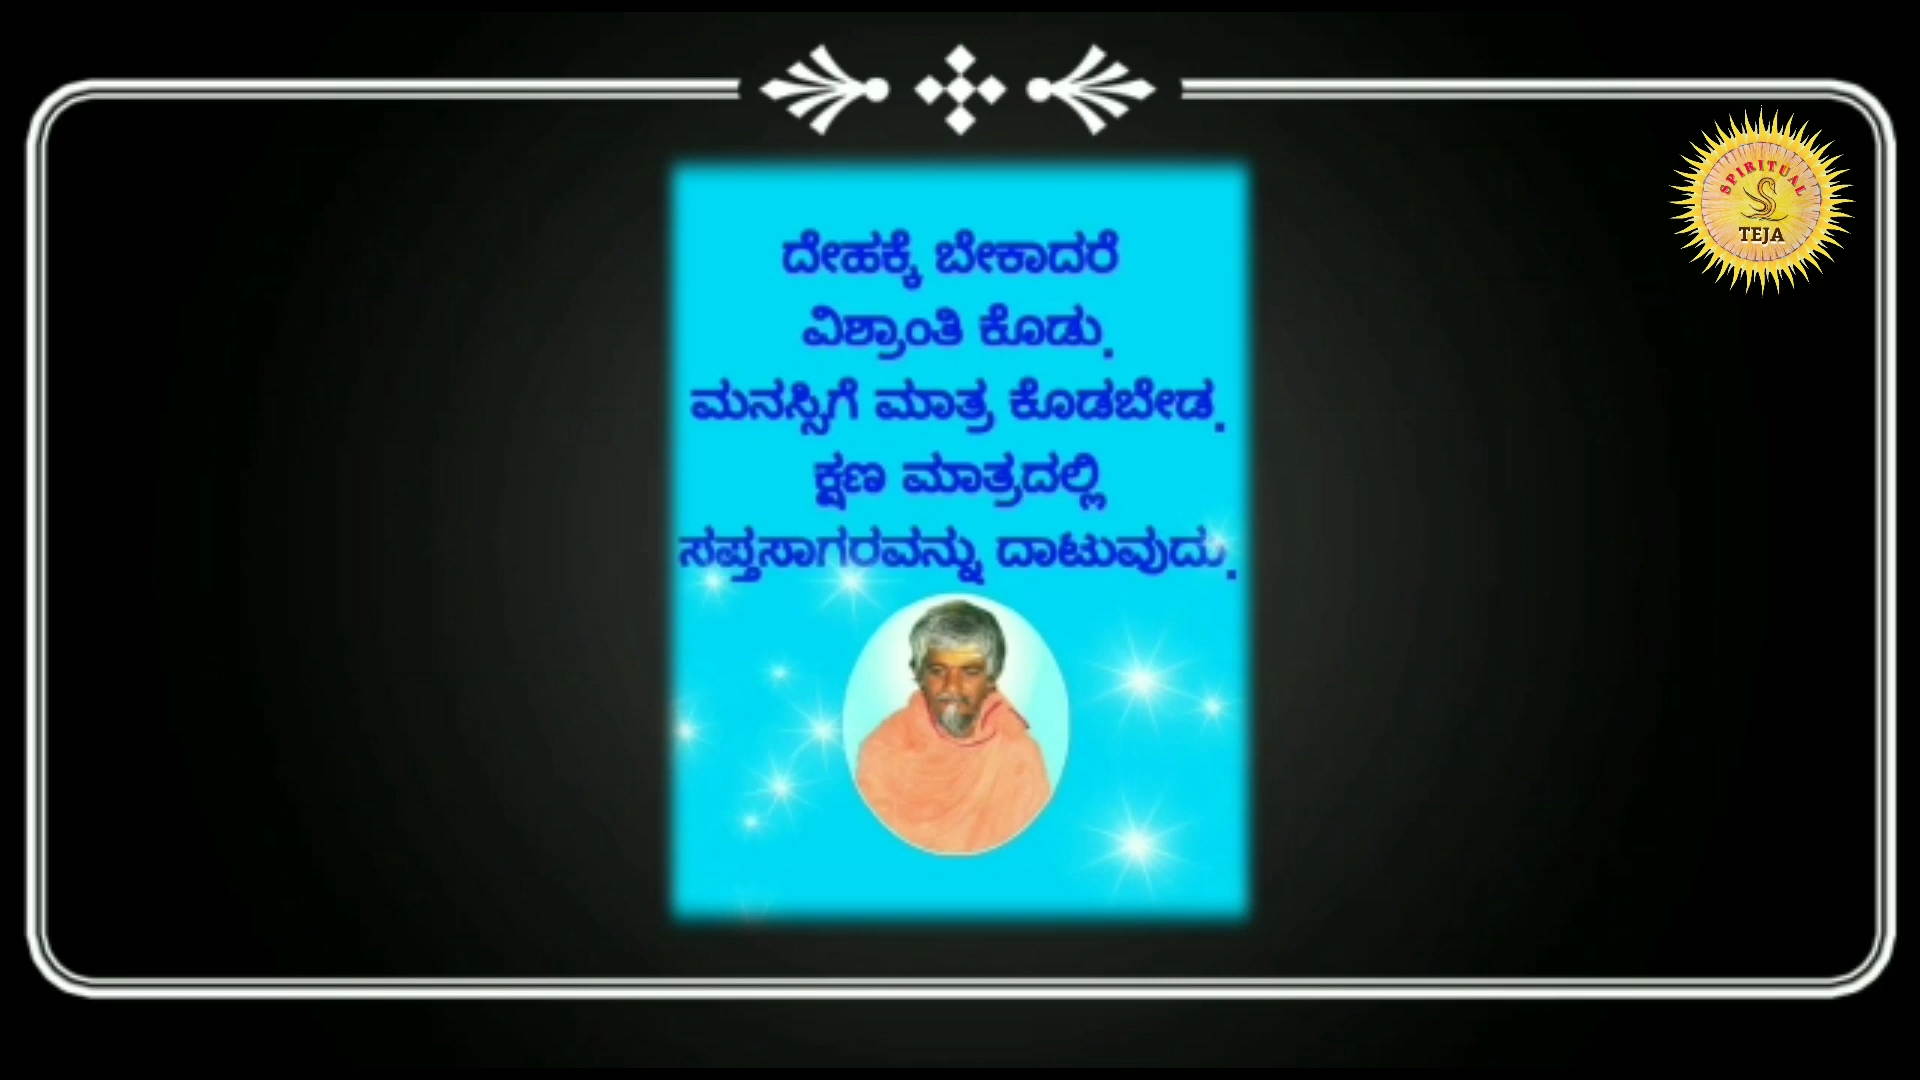 ದೇಹಕ್ಕೆ ಬೇಕಾದರೆ
ವಿಶ್ರಾಂತಿ ಕೊಡು.
ಮನಸ್ಸಿಗೆ ಮಾತ್ರ ಕೊಡಬೇಡ.
ಕ್ಷಣ ಮಾತ್ರದಲ್ಲಿ
ಸಪ್ತಸಾಗರವನ್ನು ದಾಟುವುದು.
SPIRITUAL
TEJA